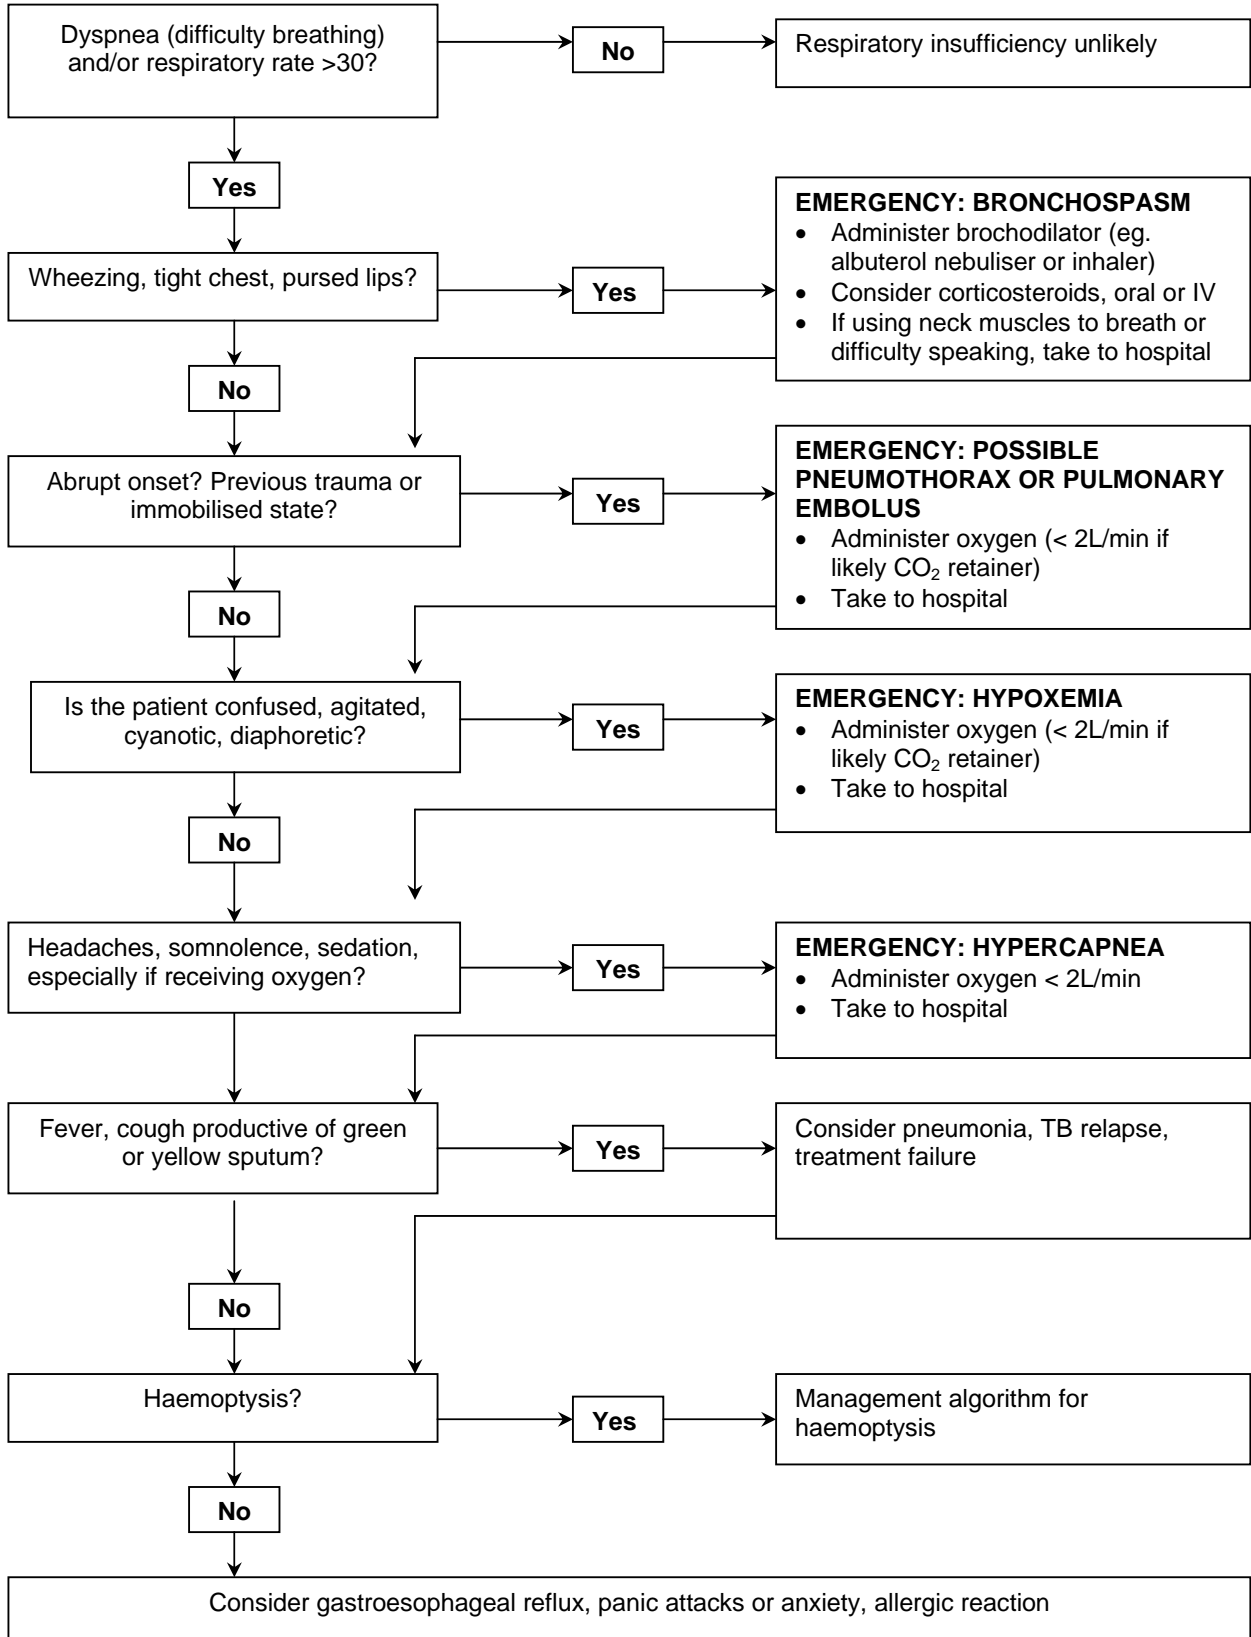 Dyspnea (difficulty breathing)
and/or respiratory rate >30?
No
Respiratory insufficiency unlikely
Yes
Wheezing, tight chest, pursed lips?
Yes
EMERGENCY: BRONCHOSPASM
• Administer brochodilator (eg.
albuterol nebuliser or inhaler)
• Consider corticosteroids, oral or IV
• If using neck muscles to breath or
difficulty speaking, take to hospital
No
Abrupt onset? Previous trauma or
immobilised state?
Yes
EMERGENCY: POSSIBLE
PNEUMOTHORAX OR PULMONARY
EMBOLUS
• Administer oxygen (< 2L/min if
likely CO₂ retainer)
• Take to hospital
No
Is the patient confused, agitated,
cyanotic, diaphoretic?
Yes
EMERGENCY: HYPOXEMIA
• Administer oxygen (< 2L/min if
likely CO₂ retainer)
• Take to hospital
No
Headaches, somnolence, sedation,
especially if receiving oxygen?
Yes
EMERGENCY: HYPERCAPNEA
• Administer oxygen < 2L/min
• Take to hospital
Fever, cough productive of green
or yellow sputum?
Yes
Consider pneumonia, TB relapse,
treatment failure
No
Haemoptysis?
Yes
Management algorithm for
haemoptysis
No
Consider gastroesophageal reflux, panic attacks or anxiety, allergic reaction